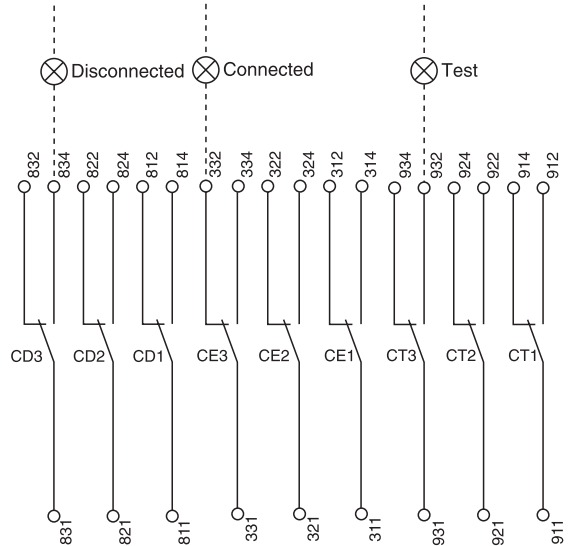 Disconnected Connected Test
832 834 822 824 812 814 332 334 322 324 312 314 934 932 924 922 914 912
CD3 CD2 CD1 CE3 CE2 CE1 CT3 CT2 CT1
831 821 811 331 321 311 931 921 911